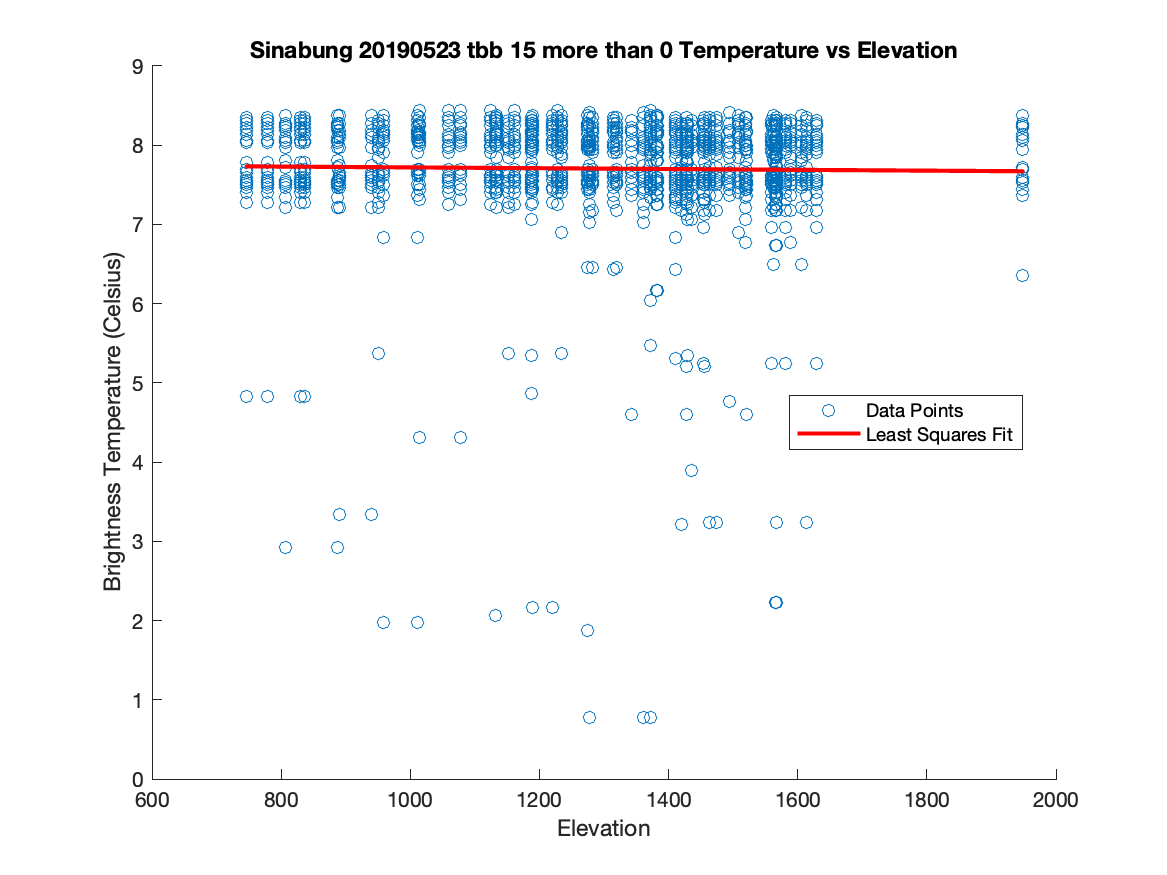 Sinabung 20190523 tbb 15 more than 0 Temperature vs Elevation
9
8
7
6
5
4
3
2
1
0
Brightness Temperature (Celsius)
Data Points
Least Squares Fit
600 800 1000 1200 1400 1600 1800 2000
Elevation